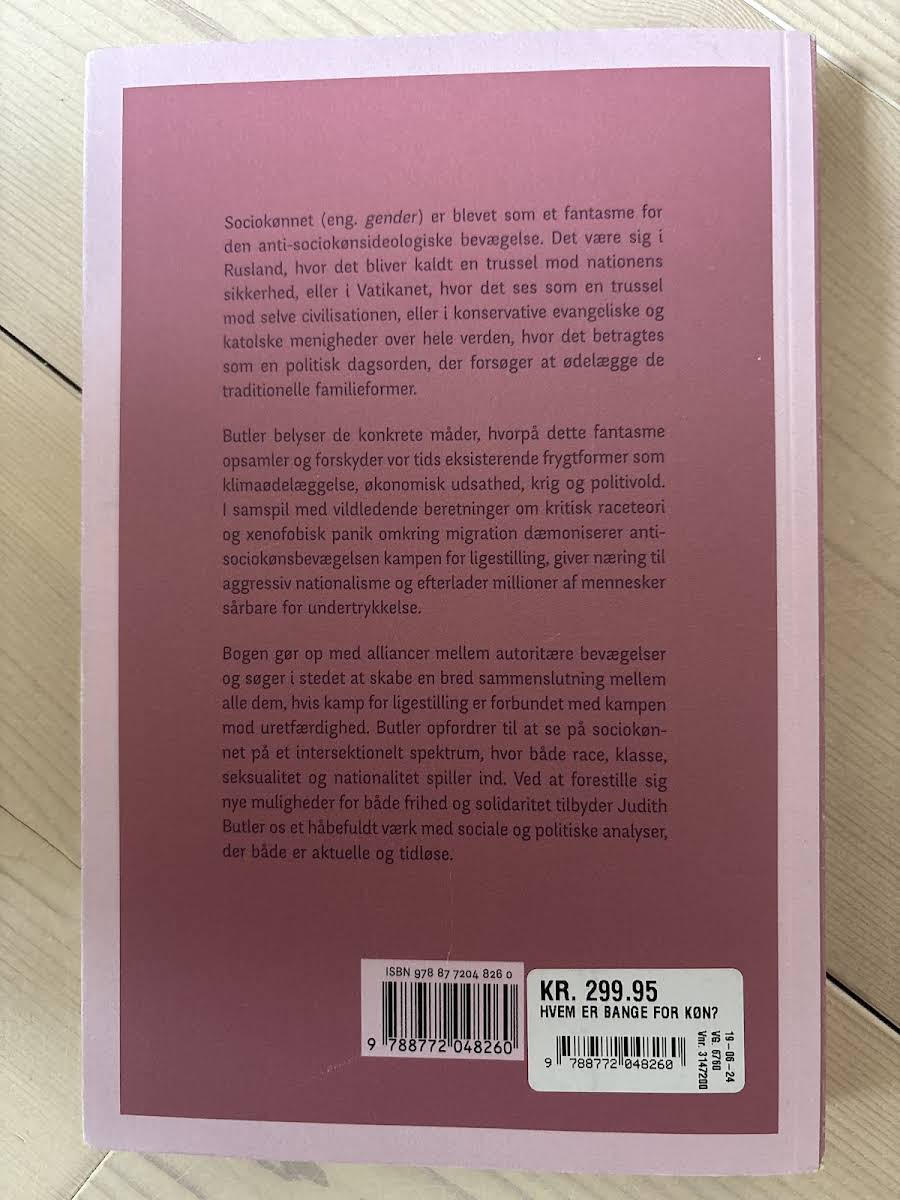 Sociokønnet (eng. gender) er blevet som et fantasme for
den anti-sociokønsideologiske bevægelse. Det være sig i
Rusland, hvor det bliver kaldt en trussel mod nationens
sikkerhed, eller i Vatikanet, hvor det ses som en trussel
mod selve civilisationen, eller i konservative evangeliske og
katolske menigheder over hele verden, hvor det betragtes
som en politisk dagsorden, der forsøger at ødelægge de
traditionelle familieformer.
Butler belyser de konkrete måder, hvorpå dette fantasme
opsamler og forskyder vor tids eksisterende frygtformer som
klimaødelæggelse, økonomisk udsathed, krig og politivold.
I samspil med vildledende beretninger om kritisk raceteori
og xenofobisk panik omkring migration dæmoniserer anti-
sociokønsbevægelsen kampen for ligestilling, giver næring til
aggressiv nationalisme og efterlader millioner af mennesker
sårbare for undertrykkelse.
Bogen gør op med alliancer mellem autoritære bevægelser
og søger i stedet at skabe en bred sammenslutning mellem
alle dem, hvis kamp for ligestilling er forbundet med kampen
mod uretfærdighed. Butler opfordrer til at se på sociokøn-
net på et intersektionelt spektrum, hvor både race, klasse,
seksualitet og nationalitet spiller ind. Ved at forestille sig
nye muligheder for både frihed og solidaritet tilbyder Judith
Butler os et håbefuldt værk med sociale og politiske analyser,
der både er aktuelle og tidløse.
ISBN 978 87 7204 826 0
9 788772 048260
KR. 299.95
HVEM ER BANGE FOR KØN?
9 788772 048260
19-06-24
VG. 6760
Vnr. 3147200